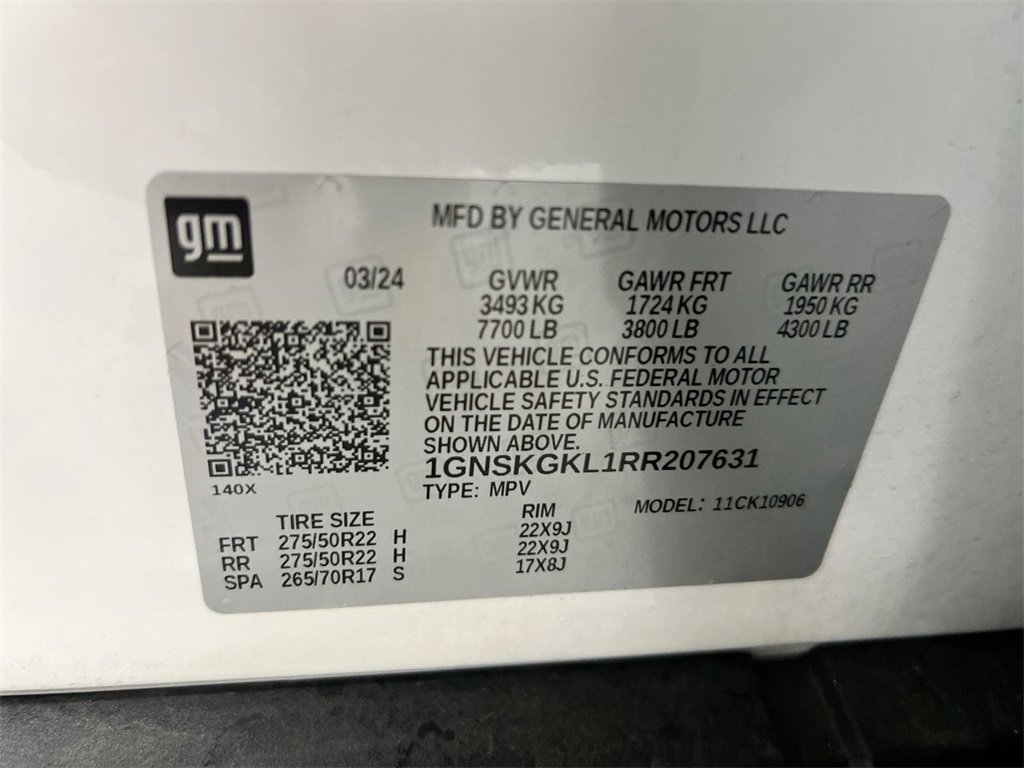 gm
MFD BY GENERAL MOTORS LLC
03/24 GVWR GAWR FRT GAWR RR
3493 KG 1724 KG 1950 KG
7700 LB 3800 LB 4300 LB
THIS VEHICLE CONFORMS TO ALL
APPLICABLE U.S. FEDERAL MOTOR
VEHICLE SAFETY STANDARDS IN EFFECT
ON THE DATE OF MANUFACTURE
SHOWN ABOVE.
1GNSKGKL1RR207631
140X
TYPE: MPV MODEL: 11CK10906
TIRE SIZE RIM
FRT 275/50R22 H 22X9J
RR 275/50R22 H 22X9J
SPA 265/70R17 S 17X8J